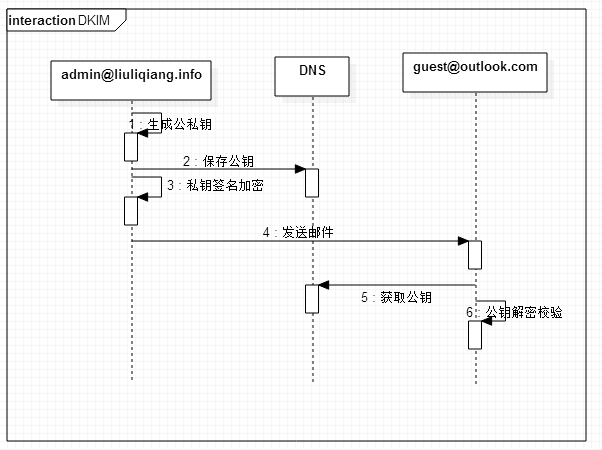 interaction DKIM
admin@liuliqiang.info
DNS
guest@outlook.com
1 : 生成公私钥
2 : 保存公钥
3 : 私钥签名加密
4 : 发送邮件
5 : 获取公钥
6 : 公钥解密校验